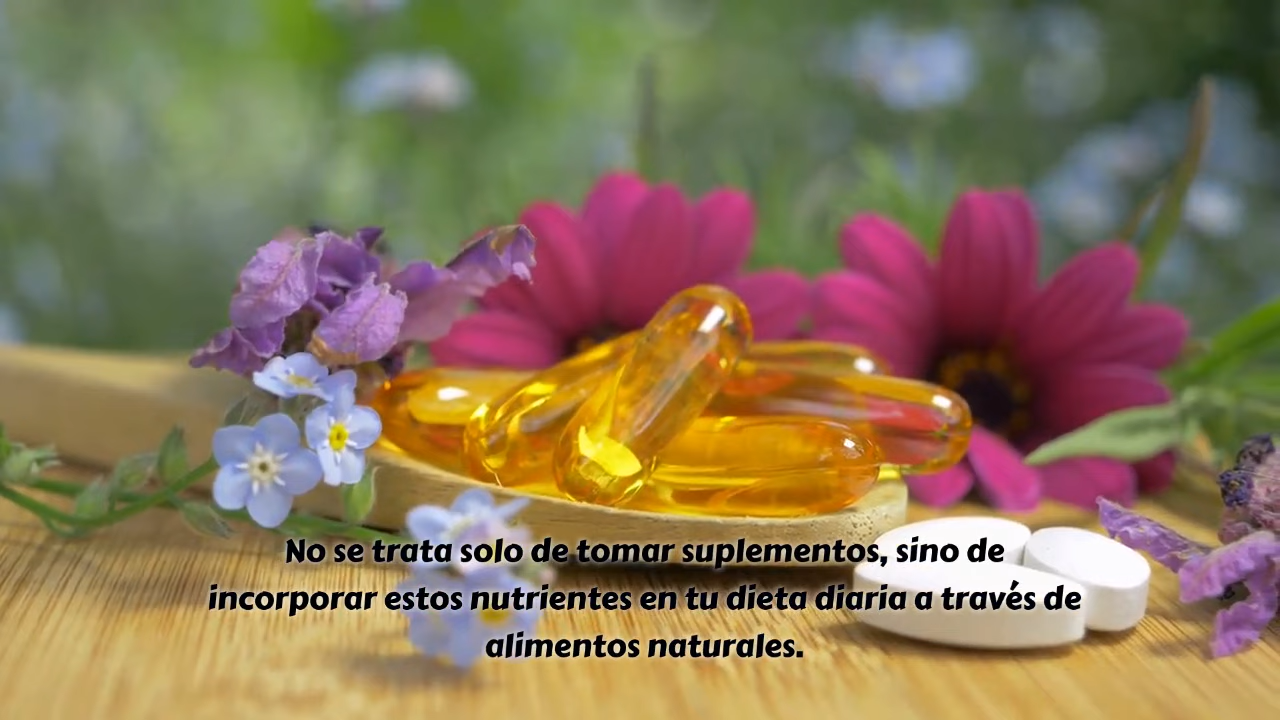 No se trata solo de tomar suplementos, sino de
incorporar estos nutrientes en tu dieta diaria a través de
alimentos naturales.